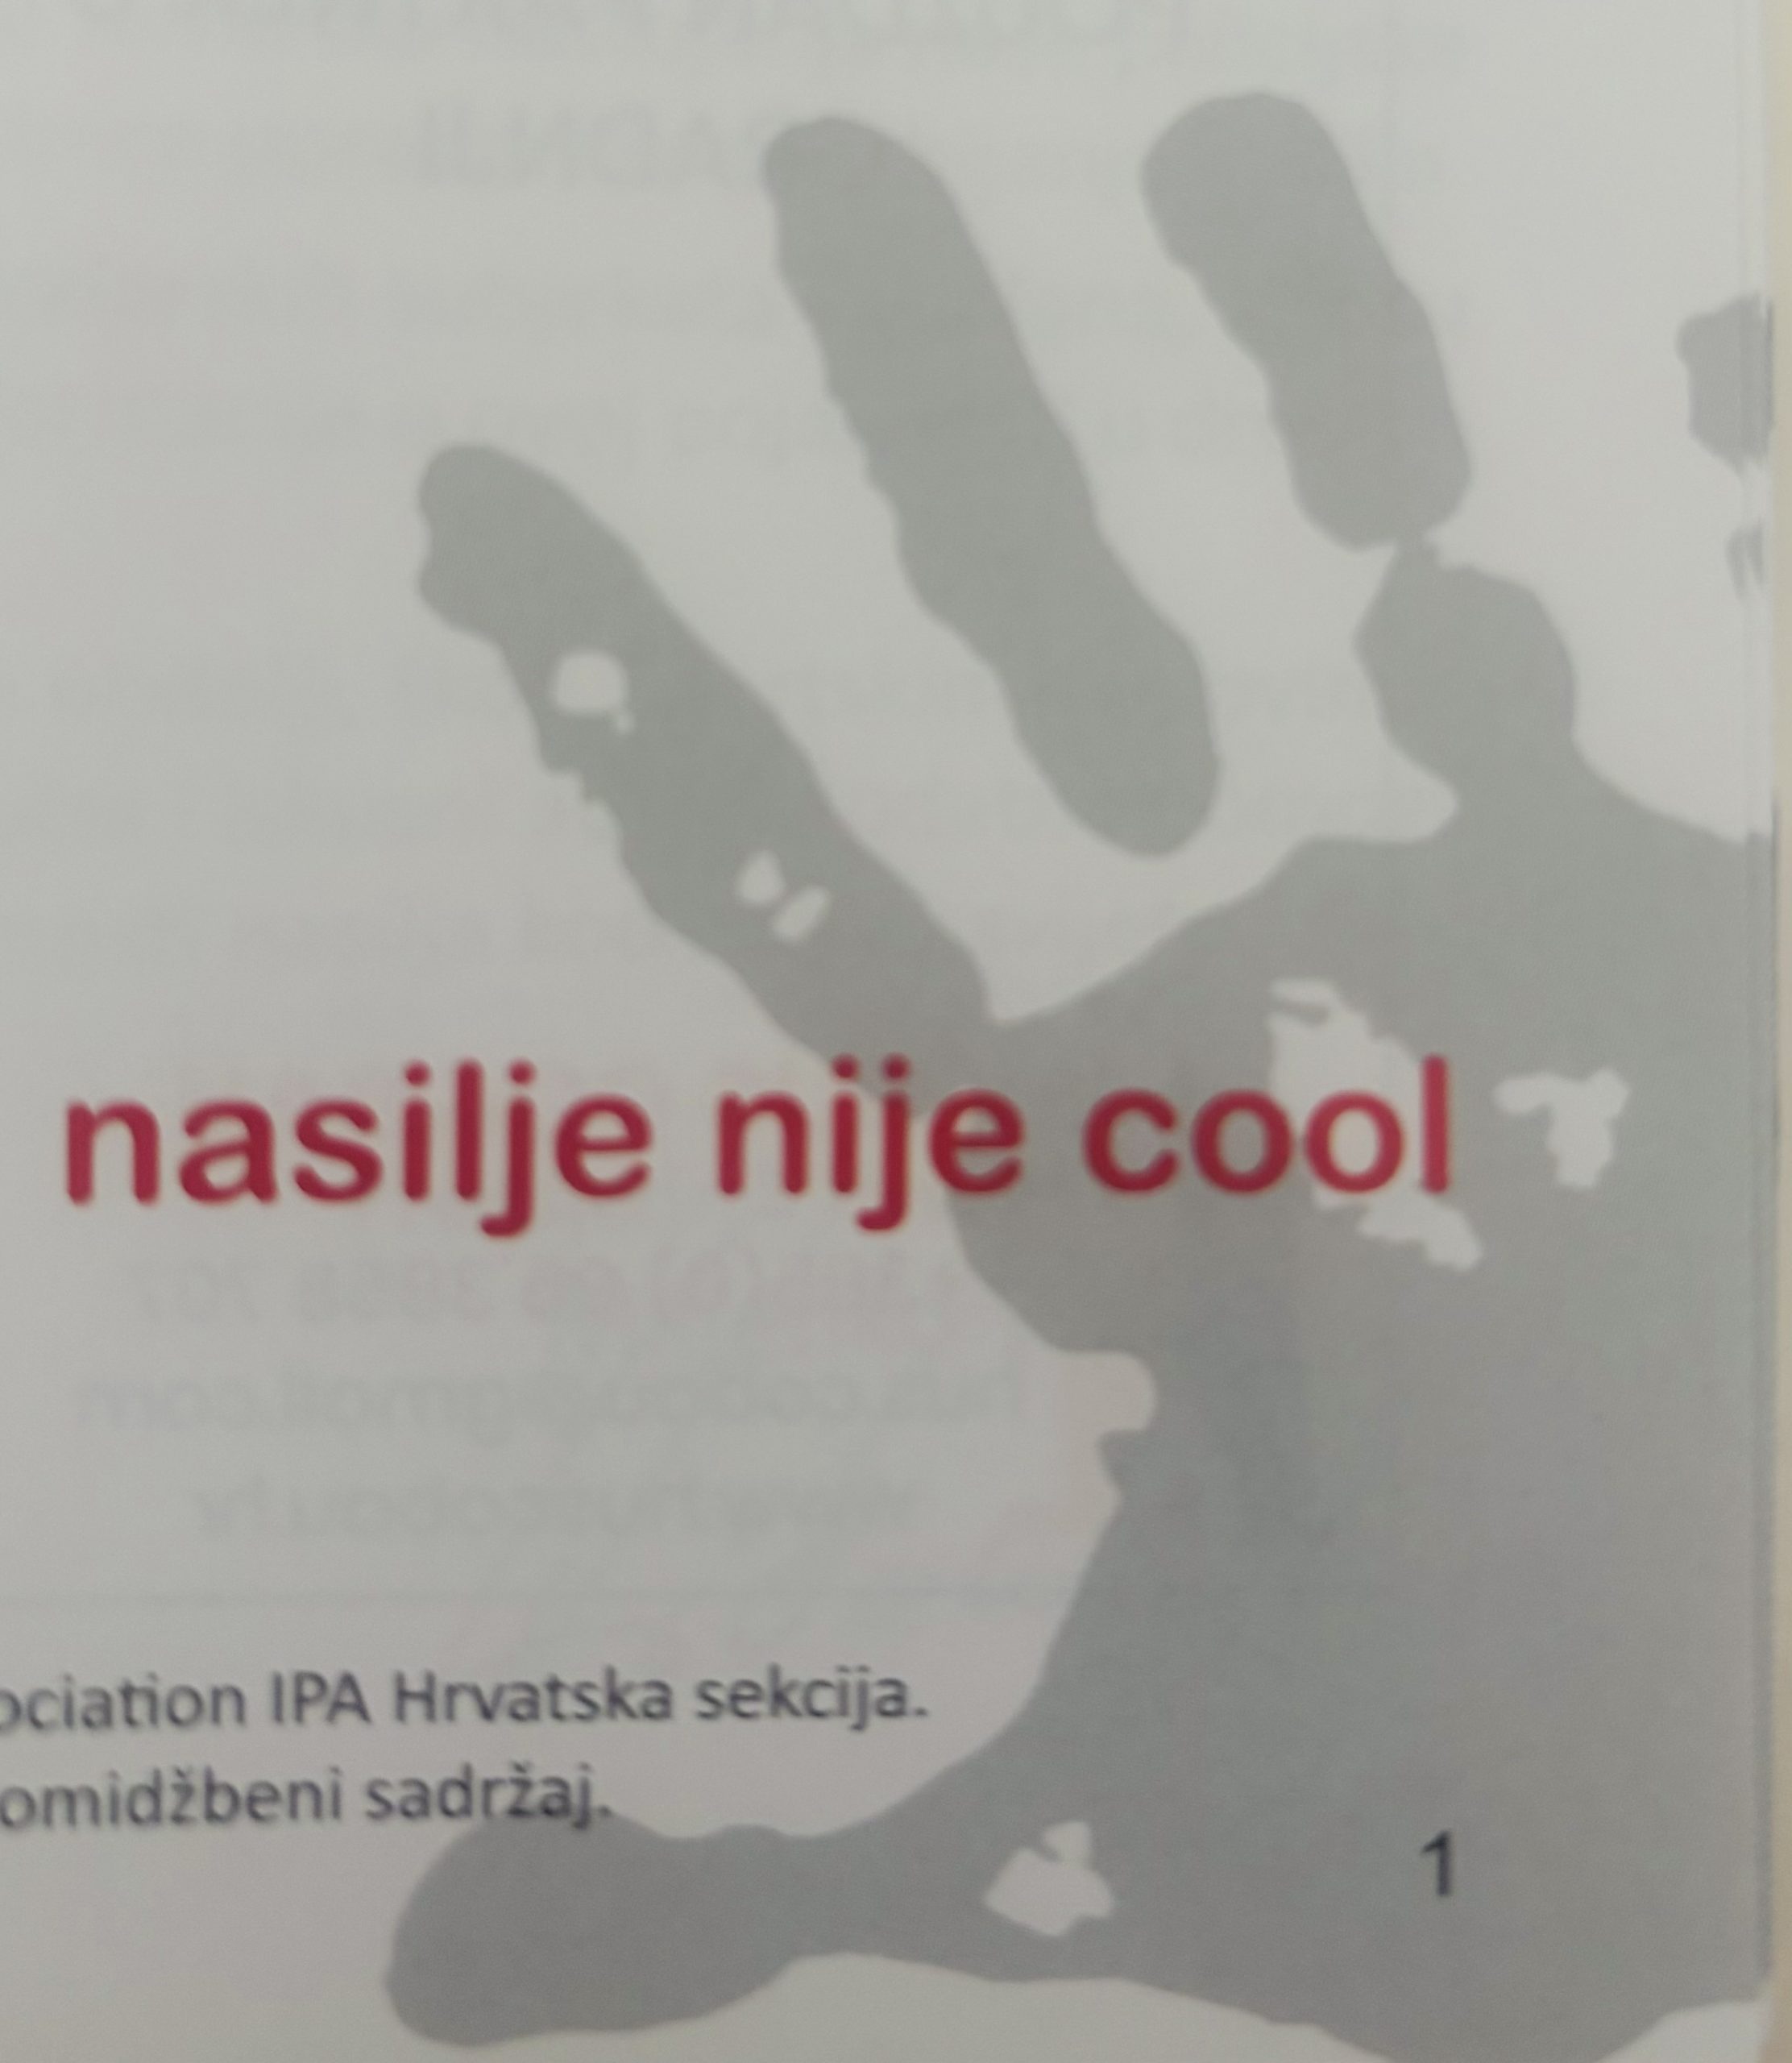 nasilje nije cool
ociation IPA Hrvatska sekcija.
omidžbeni sadržaj.
1